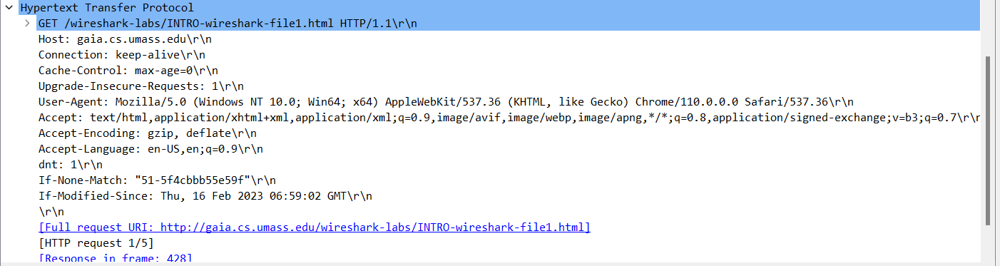 Hypertext Transfer Protocol
GET /wireshark-labs/INTRO-wireshark-file1.html HTTP/1.1\r\n
Host: gaia.cs.umass.edu\r\n
Connection: keep-alive\r\n
Cache-Control: max-age=0\r\n
Upgrade-Insecure-Requests: 1\r\n
User-Agent: Mozilla/5.0 (Windows NT 10.0; Win64; x64) AppleWebKit/537.36 (KHTML, like Gecko) Chrome/110.0.0.0 Safari/537.36\r\n
Accept: text/html,application/xhtml+xml,application/xml;q=0.9,image/avif,image/webp,image/apng,*/*;q=0.8,application/signed-exchange;v=b3;q=0.7\r\n
Accept-Encoding: gzip, deflate\r\n
Accept-Language: en-US,en;q=0.9\r\n
dnt: 1\r\n
If-None-Match: "51-5f4cbbb55e59f"\r\n
If-Modified-Since: Thu, 16 Feb 2023 06:59:02 GMT\r\n
\r\n
[Full request URI: http://gaia.cs.umass.edu/wireshark-labs/INTRO-wireshark-file1.html]
[HTTP request 1/5]
[Response in frame: 428]